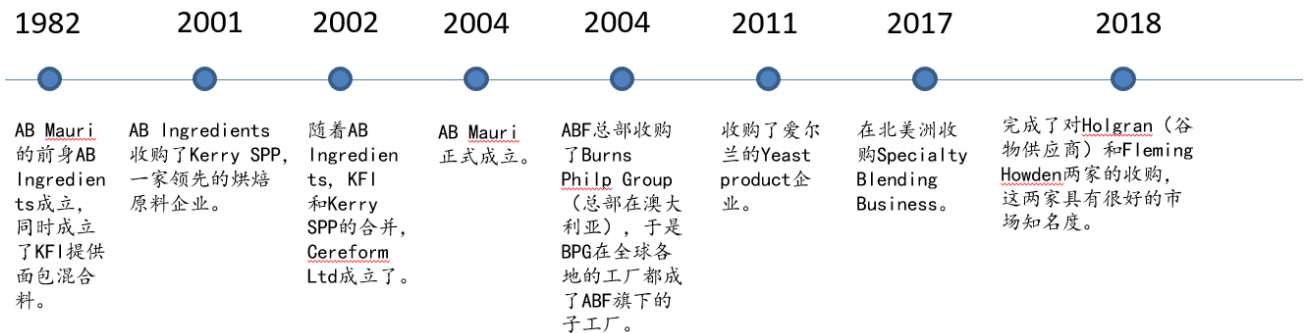 1982
2001
2002
2004
2004
2011
2017
2018
AB Mauri
的前身AB
Ingredien
ts成立，
同时成立
了KFI提供
面包混合
料。
AB Ingredients
收购了Kerry SPP，
一家领先的烘焙
原料企业。
随着AB
Ingredien
ts, KFI
和Kerry
SPP的合并，
Cereform
Ltd成立了。
AB Mauri
正式成立。
ABF总部收购
了Burns
Philp Group
（总部在澳大
利亚），于是
BPG在全球各
地的工厂都成
了ABF旗下的
子工厂。
收购了爱尔
兰的Yeast
product企
业。
在北美洲收
购Specialty
Blending
Business。
完成了对Holgran（谷
物供应商）和Fleming
Howden两家的收购，
这两家具有很好的市
场知名度。